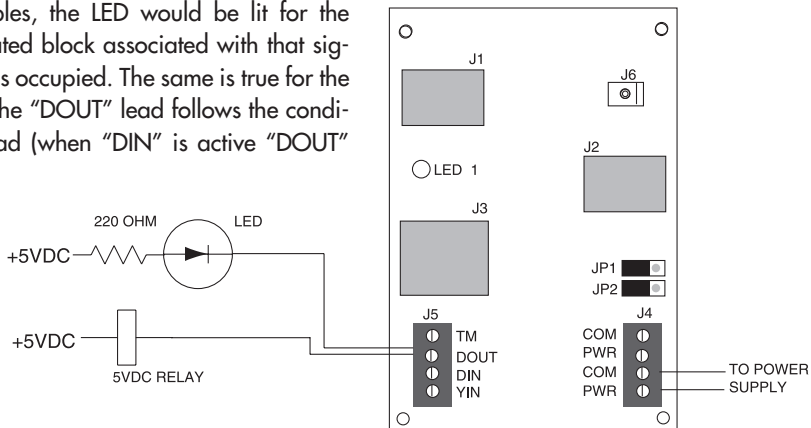 ples, the LED would be lit for the
ated block associated with that sig-
s occupied. The same is true for the
he “DOUT” lead follows the condi-
ad (when “DIN” is active “DOUT”
J1
J6
LED 1
J2
J3
220 OHM
LED
+5VDC
JP1
JP2
+5VDC
5VDC RELAY
J5
TM
DOUT
DIN
YIN
J4
COM
PWR
COM
PWR
TO POWER
SUPPLY